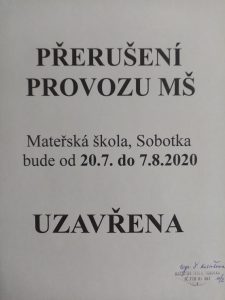 PŘERUŠENÍ
PROVOZU MŠ
Mateřská škola, Sobotka
bude od 20.7. do 7.8.2020
UZAVŘENA